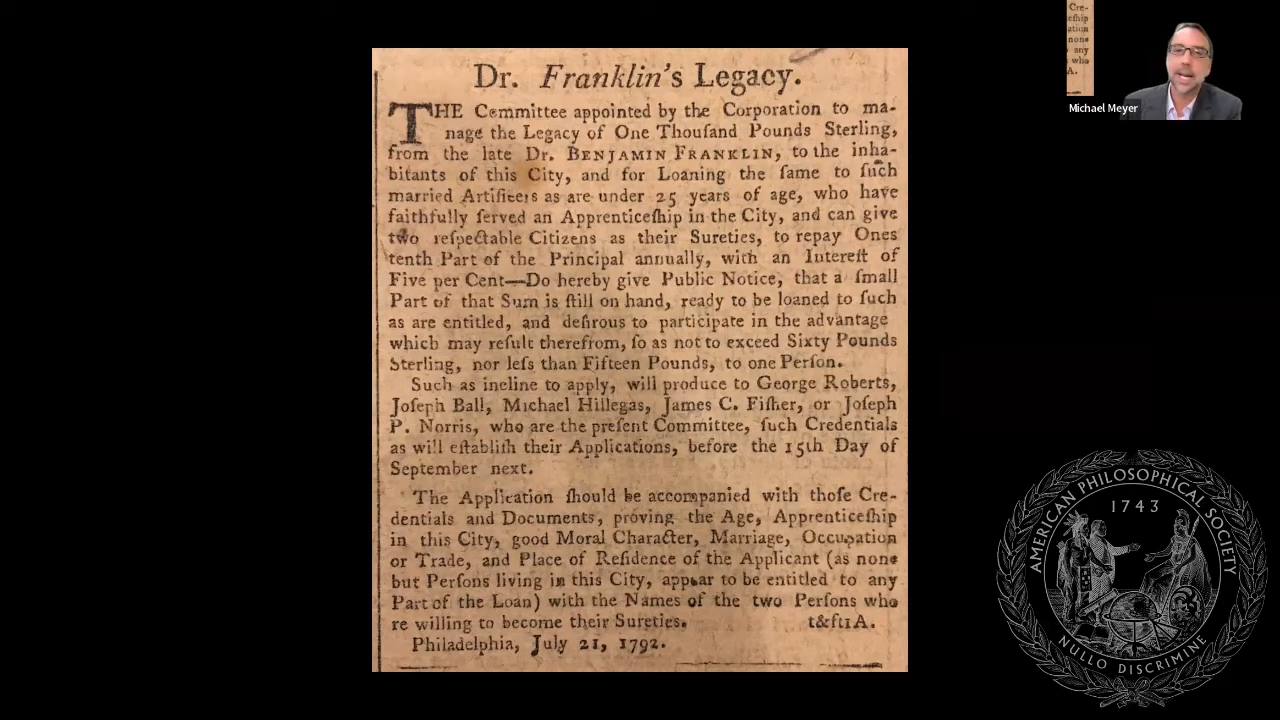 Dr. Franklin's Legacy.
THE Committee appointed by the Corporation to ma-
nage the Legacy of One Thouſand Pounds Sterling,
from the late Dr. BENJAMIN FRANKLIN, to the inha-
bitants of this City, and for Loaning the ſame to ſuch
married Artificers as are under 25 years of age, who have
faithfully ſerved an Apprenticeſhip in the City, and can give
two reſpectable Citizens as their Sureties, to repay Ones
tenth Part of the Principal annually, with an Intereſt of
Five per Cent—Do hereby give Public Notice, that a ſmall
Part of that Sum is ſtill on hand, ready to be loaned to ſuch
as are entitled, and deſirous to participate in the advantage
which may reſult therefrom, ſo as not to exceed Sixty Pounds
Sterling, nor leſs than Fifteen Pounds, to one Perſon.
Such as incline to apply, will produce to George Roberts,
Joſeph Ball, Michael Hillegas, James C. Fiſher, or Joſeph
P. Norris, who are the preſent Committee, ſuch Credentials
as will eſtabliſh their Applications, before the 15th Day of
September next.
The Application ſhould be accompanied with thoſe Cre-
dentials and Documents, proving the Age, Apprenticeſhip
in this City, good Moral Character, Marriage, Occupation
or Trade, and Place of Reſidence of the Applicant (as none
but Perſons living in this City, appear to be entitled to any
Part of the Loan) with the Names of the two Perſons who
re willing to become their Sureties. t&ft1A.
Philadelphia, July 21, 1792.
Cre-
eſhip
ation
none
any
who
A.
Michael Meyer
AMERICAN PHILOSOPHICAL SOCIETY
1743
NULLO DISCRIMINE